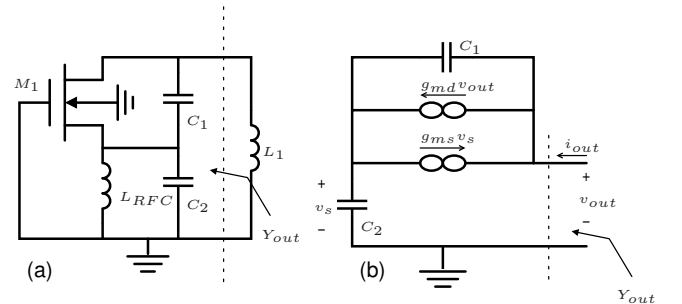 M1
C1
C2
LRFC
L1
Yout
(a)
C1
gmdvout
gmsvs
iout
+
vs
-
C2
+
vout
-
Yout
(b)